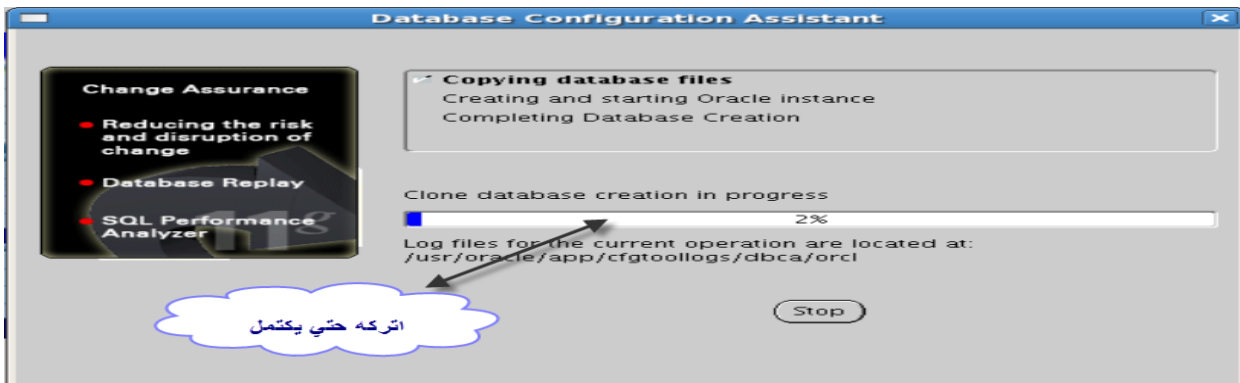 Database Configuration Assistant
Change Assurance
Reducing the risk
and disruption of
change
Database Replay
SQL Performance
Analyzer
11g
Copying database files
Creating and starting Oracle instance
Completing Database Creation
Clone database creation in progress
2%
Log files for the current operation are located at:
/usr/oracle/app/cfgtoollogs/dbca/orcl
Stop
اتركه حتي يكتمل